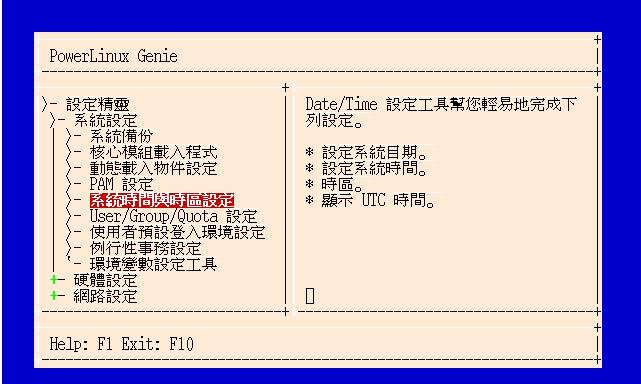 PowerLinux Genie
設定精靈
系統設定
系統備份
核心模組載入程式
動態載入物件設定
PAM 設定
系統時間與時區設定
User/Group/Quota 設定
使用者預設登入環境設定
例行性事務設定
環境變數設定工具
硬體設定
網路設定
Date/Time 設定工具幫您輕易地完成下
列設定。
* 設定系統日期。
* 設定系統時間。
* 時區。
* 顯示 UTC 時間。
Help: F1 Exit: F10